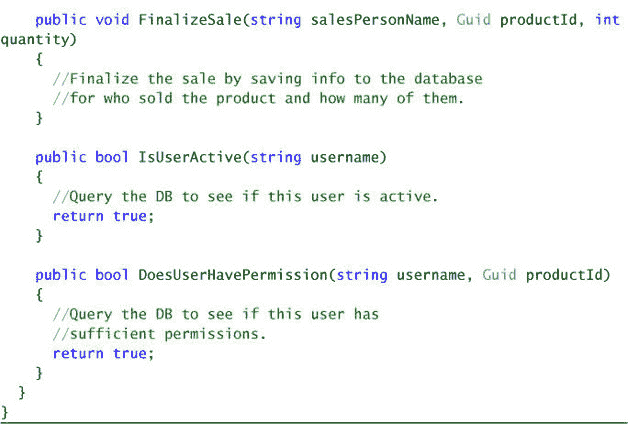 public void FinalizeSale(string salesPersonName, Guid productId, int
quantity)
{
//Finalize the sale by saving info to the database
//for who sold the product and how many of them.
}
public bool IsUserActive(string username)
{
//Query the DB to see if this user is active.
return true;
}
public bool DoesUserHavePermission(string username, Guid productId)
{
//Query the DB to see if this user has
//sufficient permissions.
return true;
}
}
}